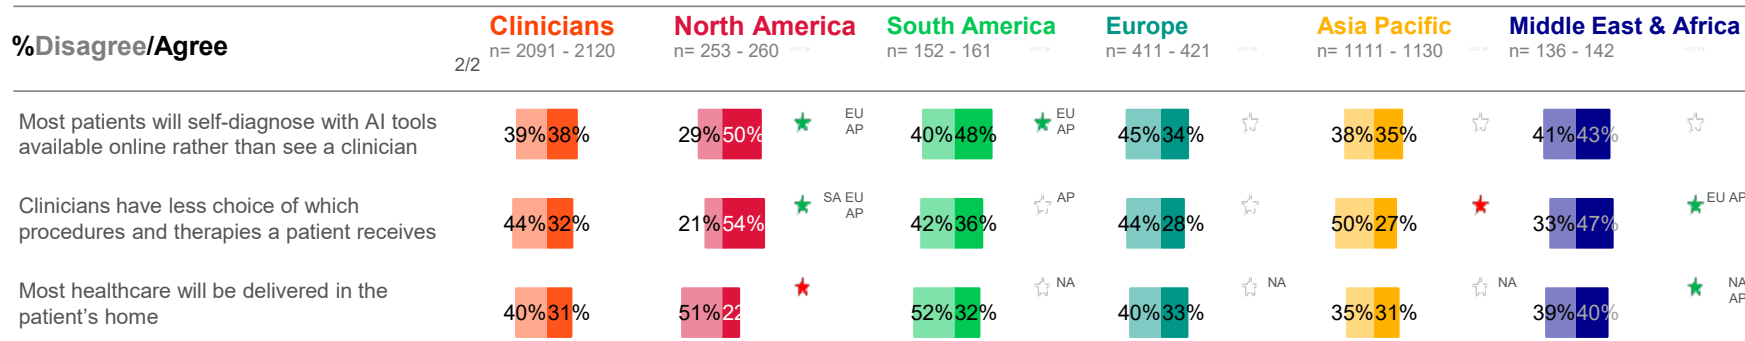 %Disagree/Agree
2/2
Clinicians
n= 2091 - 2120
North America
n= 253 - 260
South America
n= 152 - 161
Europe
n= 411 - 421
Asia Pacific
n= 1111 - 1130
Middle East & Africa
n= 136 - 142
Most patients will self-diagnose with AI tools
available online rather than see a clinician
39% 38%
29% 50%
EU
AP
40% 48%
EU
AP
45% 34%
38% 35%
41% 43%
Clinicians have less choice of which
procedures and therapies a patient receives
44% 32%
21% 54%
SA EU
AP
42% 36%
AP
44% 28%
50% 27%
33% 47%
EU AP
Most healthcare will be delivered in the
patient's home
40% 31%
51% 22
52% 32%
NA
40% 33%
NA
35% 31%
NA
39% 40%
NA
AP